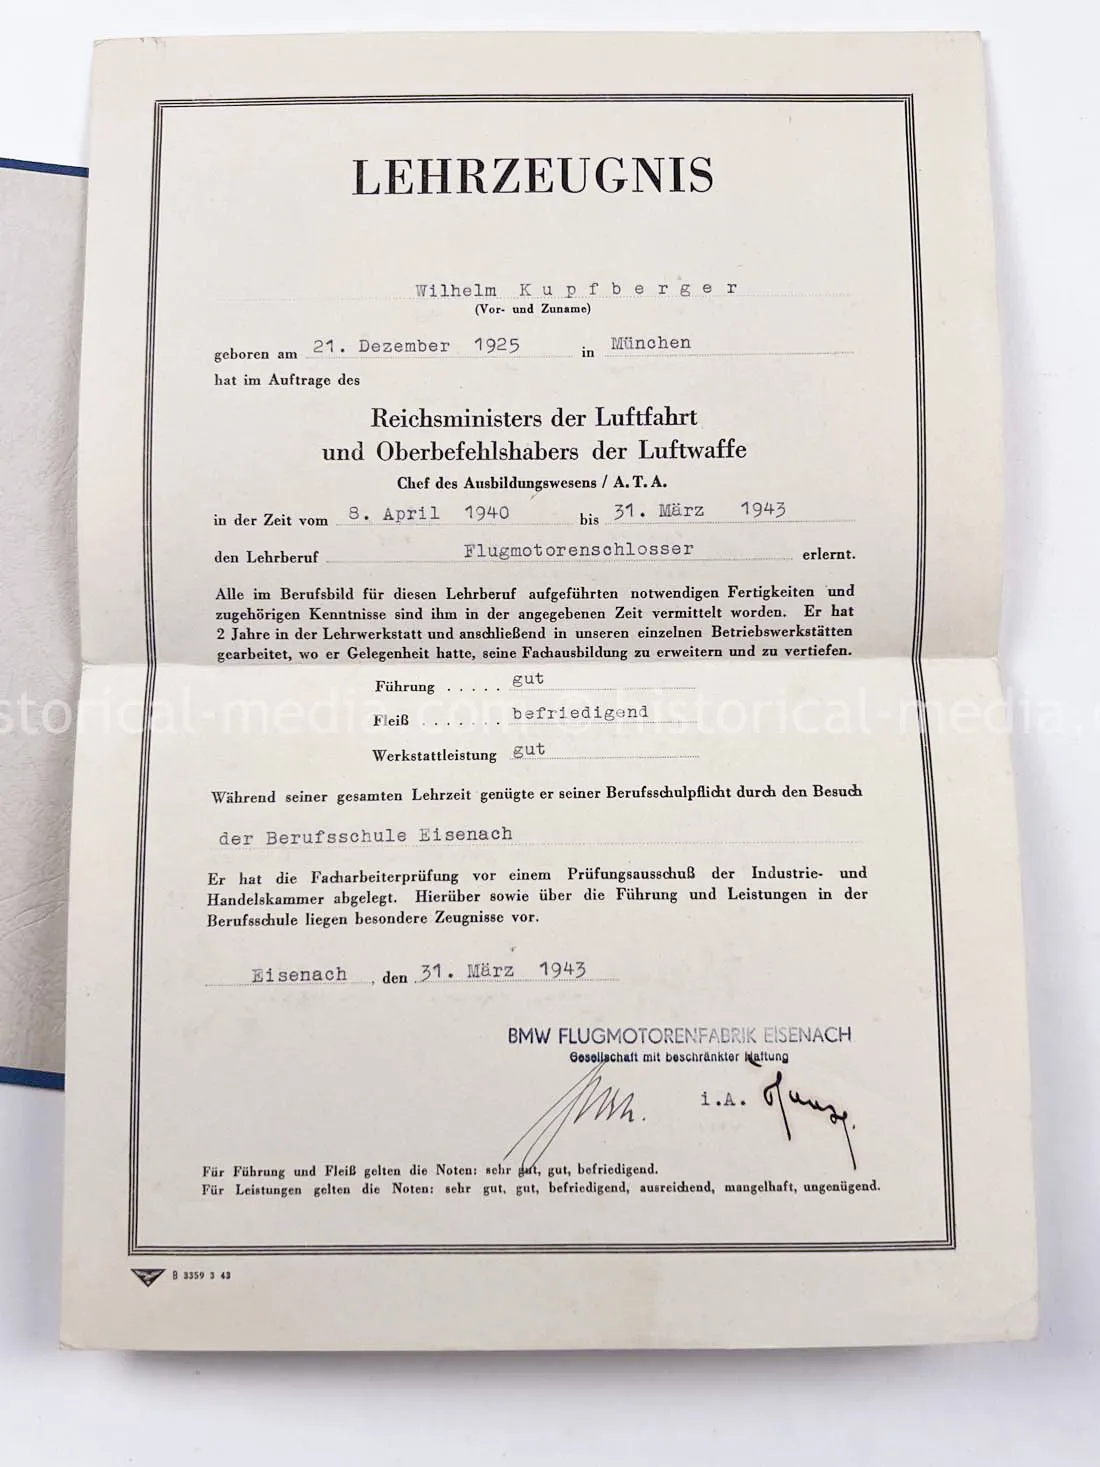 LEHRZEUGNIS
Wilhelm Kupfberger
(Vor- und Zuname)
geboren am 21. Dezember 1925 in München
hat im Auftrage des
Reichsministers der Luftfahrt
und Oberbefehlshabers der Luftwaffe
Chef des Ausbildungswesens / A.T.A.
in der Zeit vom 8. April 1940 bis 31. März 1943
den Lehrberuf Flugmotorenschlosser erlernt.
Alle im Berufsbild für diesen Lehrberuf aufgeführten notwendigen Fertigkeiten und
zugehörigen Kenntnisse sind ihm in der angegebenen Zeit vermittelt worden. Er hat
2 Jahre in der Lehrwerkstatt und anschließend in unseren einzelnen Betriebswerkstätten
gearbeitet, wo er Gelegenheit hatte, seine Fachausbildung zu erweitern und zu vertiefen.
Führung ..... gut
storical-media.com © historical-media.c
Fleiß ....... befriedigend
Werkstattleistung gut
Während seiner gesamten Lehrzeit genügte er seiner Berufsschulpflicht durch den Besuch
der Berufsschule Eisenach
Er hat die Facharbeiterprüfung vor einem Prüfungsausschuß der Industrie- und
Handelskammer abgelegt. Hierüber sowie über die Führung und Leistungen in der
Berufsschule liegen besondere Zeugnisse vor.
Eisenach, den 31. März 1943
BMW FLUGMOTORENFABRIK EISENACH
Gesellschaft mit beschränkter Haftung
i.A.
Für Führung und Fleiß gelten die Noten: sehr gut, gut, befriedigend.
Für Leistungen gelten die Noten: sehr gut, gut, befriedigend, ausreichend, mangelhaft, ungenügend.
B 3359 3 43